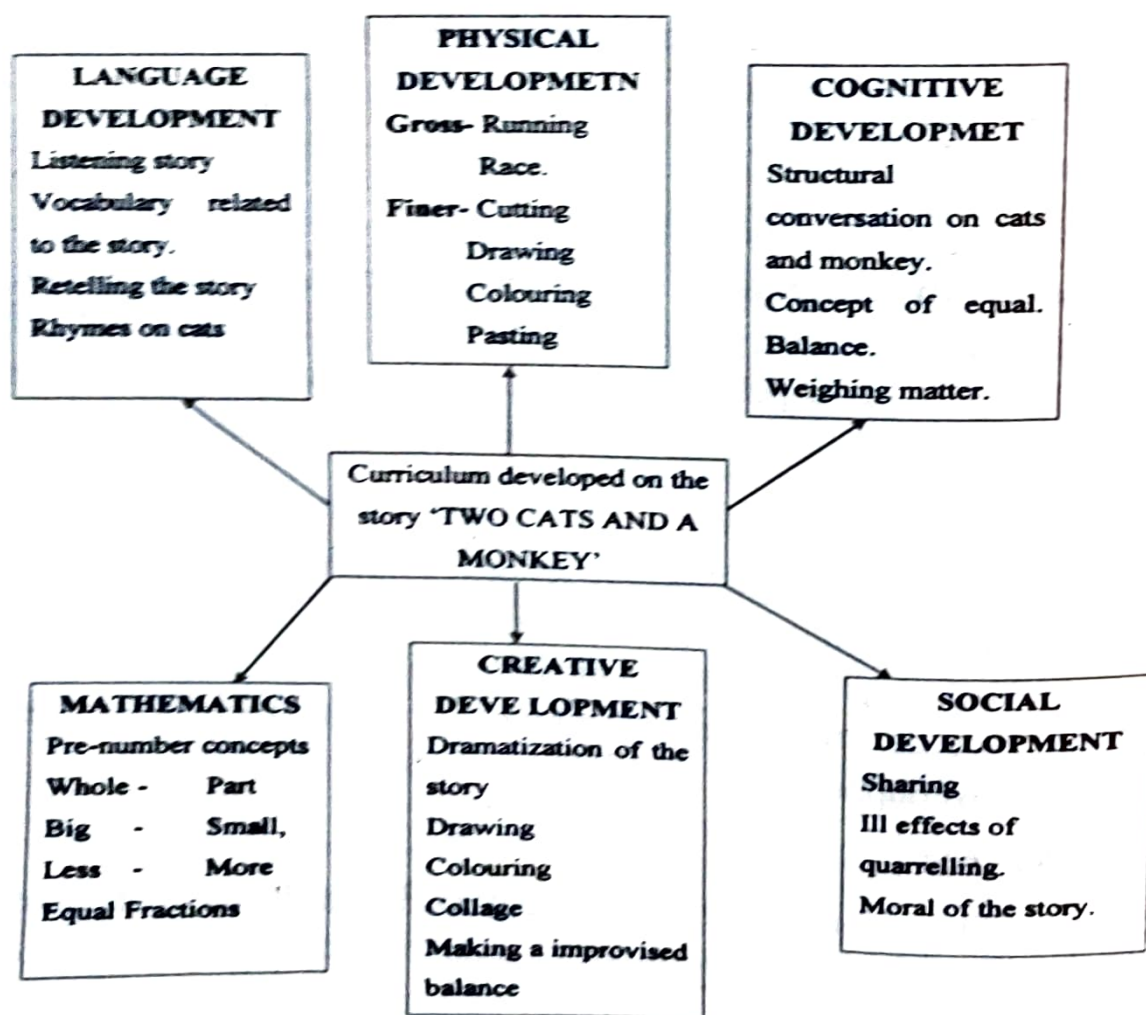 LANGUAGE
DEVELOPMENT
Listening story
Vocabulary related
to the story.
Retelling the story
Rhymes on cats
PHYSICAL
DEVELOPMETN
Gross- Running
Race.
Finer- Cutting
Drawing
Colouring
Pasting
COGNITIVE
DEVELOPMET
Structural
conversation on cats
and monkey.
Concept of equal.
Balance.
Weighing matter.
Curriculum developed on the
story ‘TWO CATS AND A
MONKEY’
MATHEMATICS
Pre-number concepts
Whole - Part
Big - Small,
Less - More
Equal Fractions
CREATIVE
DEVE LOPMENT
Dramatization of the
story
Drawing
Colouring
Collage
Making a improvised
balance
SOCIAL
DEVELOPMENT
Sharing
Ill effects of
quarrelling.
Moral of the story.